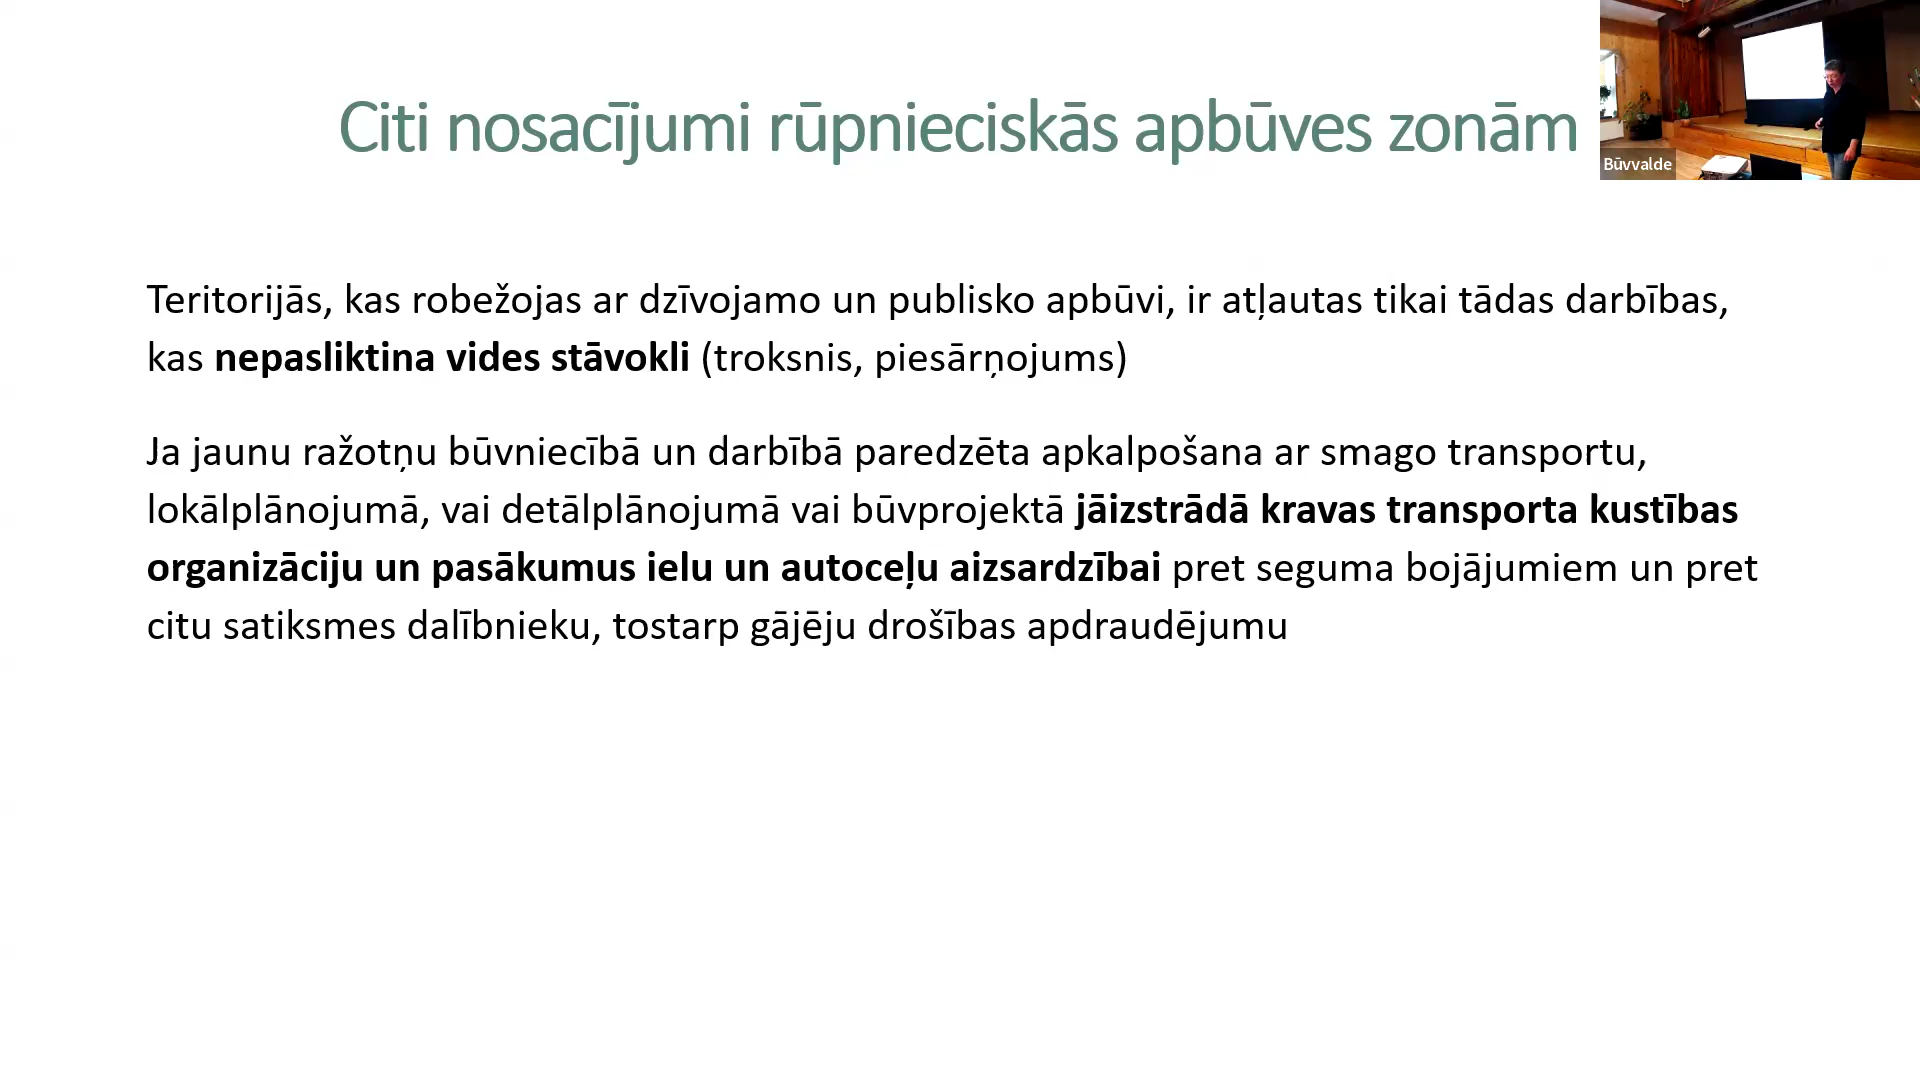 Citi nosacījumi rūpnieciskās apbūves zonām
Būvvalde
Teritorijās, kas robežojas ar dzīvojamo un publisko apbūvi, ir atļautas tikai tādas darbības,
kas nepasliktina vides stāvokli (troksnis, piesārņojums)
Ja jaunu ražotņu būvniecībā un darbībā paredzēta apkalpošana ar smago transportu,
lokālplānojumā, vai detālplānojumā vai būvprojektā jāizstrādā kravas transporta kustības
organizāciju un pasākumus ielu un autoceļu aizsardzībai pret seguma bojājumiem un pret
citu satiksmes dalībnieku, tostarp gājēju drošības apdraudējumu